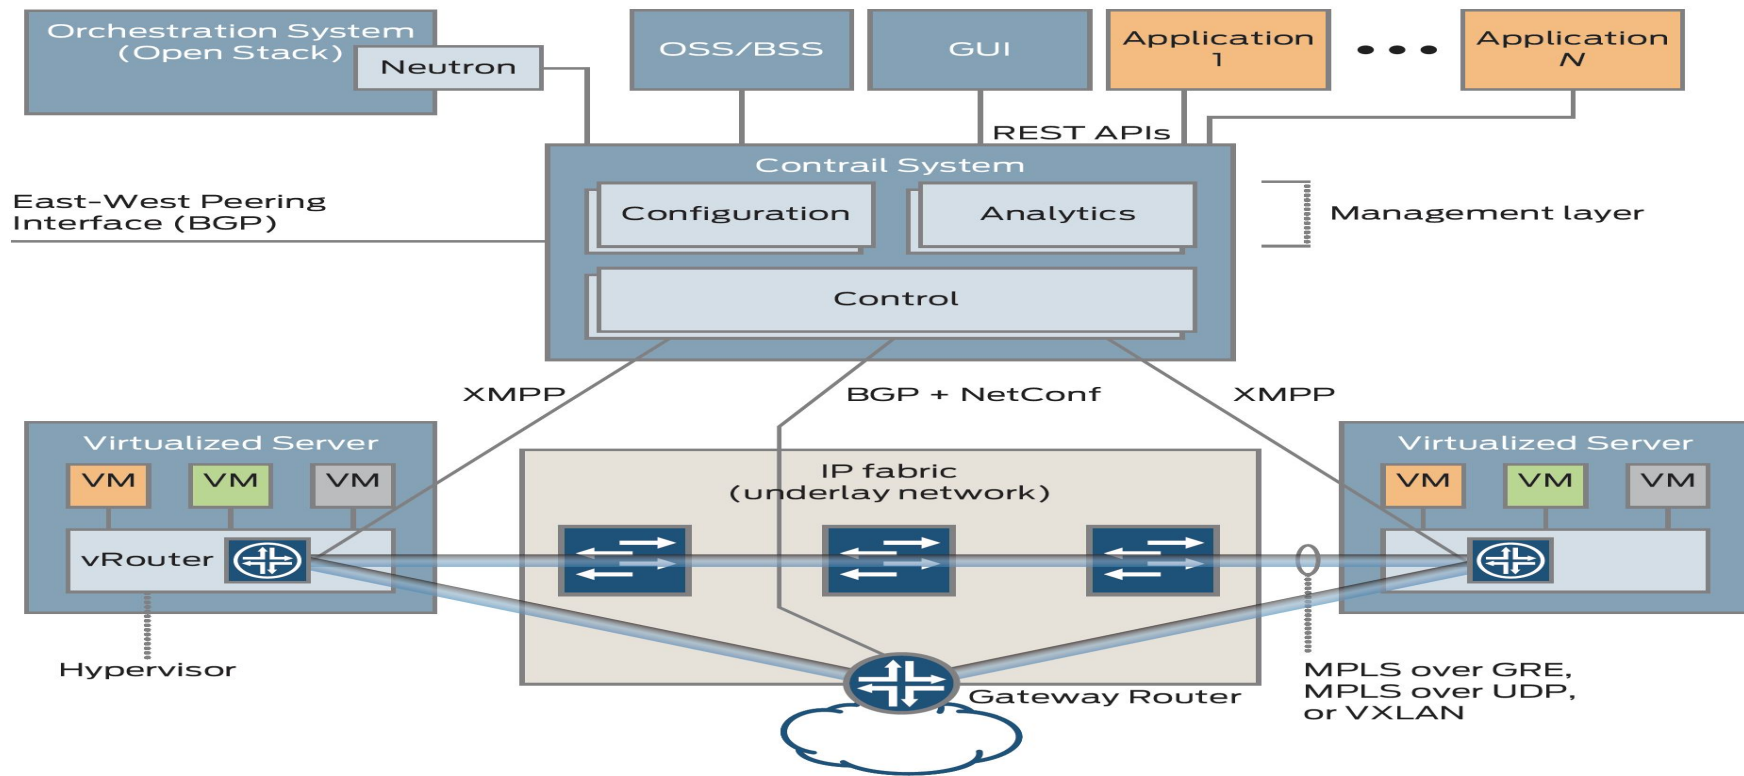 Orchestration System
(Open Stack)
Neutron
OSS/BSS
GUI
Application
1
Application
N
REST APIs
Contrail System
East-West Peering
Interface (BGP)
Configuration
Analytics
Management layer
Control
XMPP
BGP + NetConf
XMPP
Virtualized Server
VM
VM
VM
vRouter
Hypervisor
IP fabric
(underlay network)
Virtualized Server
VM
VM
VM
Gateway Router
MPLS over GRE,
MPLS over UDP,
or VXLAN